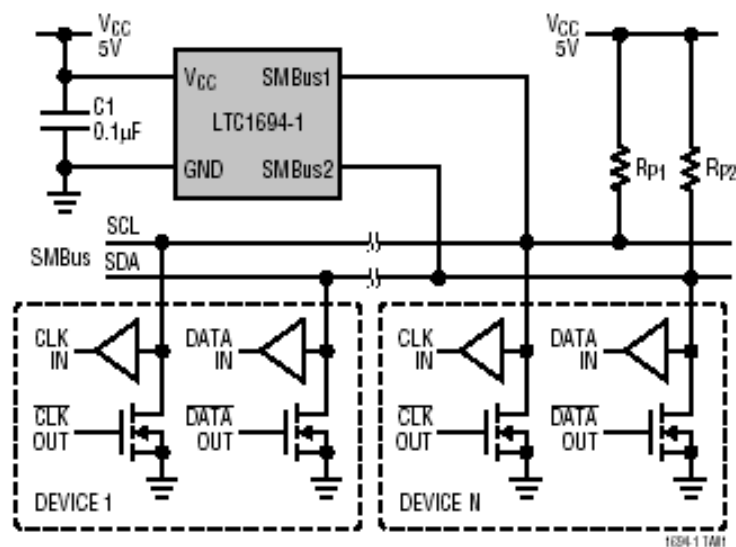 VCC
5V
VCC
5V
C1
0.1µF
VCC
SMBus1
LTC1694-1
GND
SMBus2
RP1
RP2
SCL
SMBus
SDA
CLK
IN
DATA
IN
CLK
IN
DATA
IN
CLK
OUT
DATA
OUT
CLK
OUT
DATA
OUT
DEVICE 1
DEVICE N
1694-1 TA01